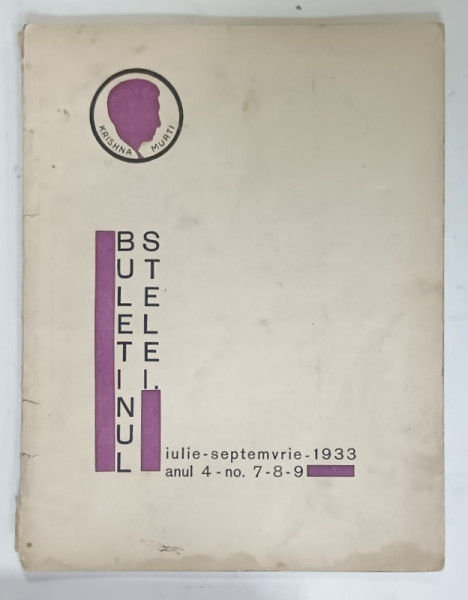 KRISHNA MURTI
BULETINUL
STELEI.
iulie-septemvrie-1933
anul 4-no. 7-8-9